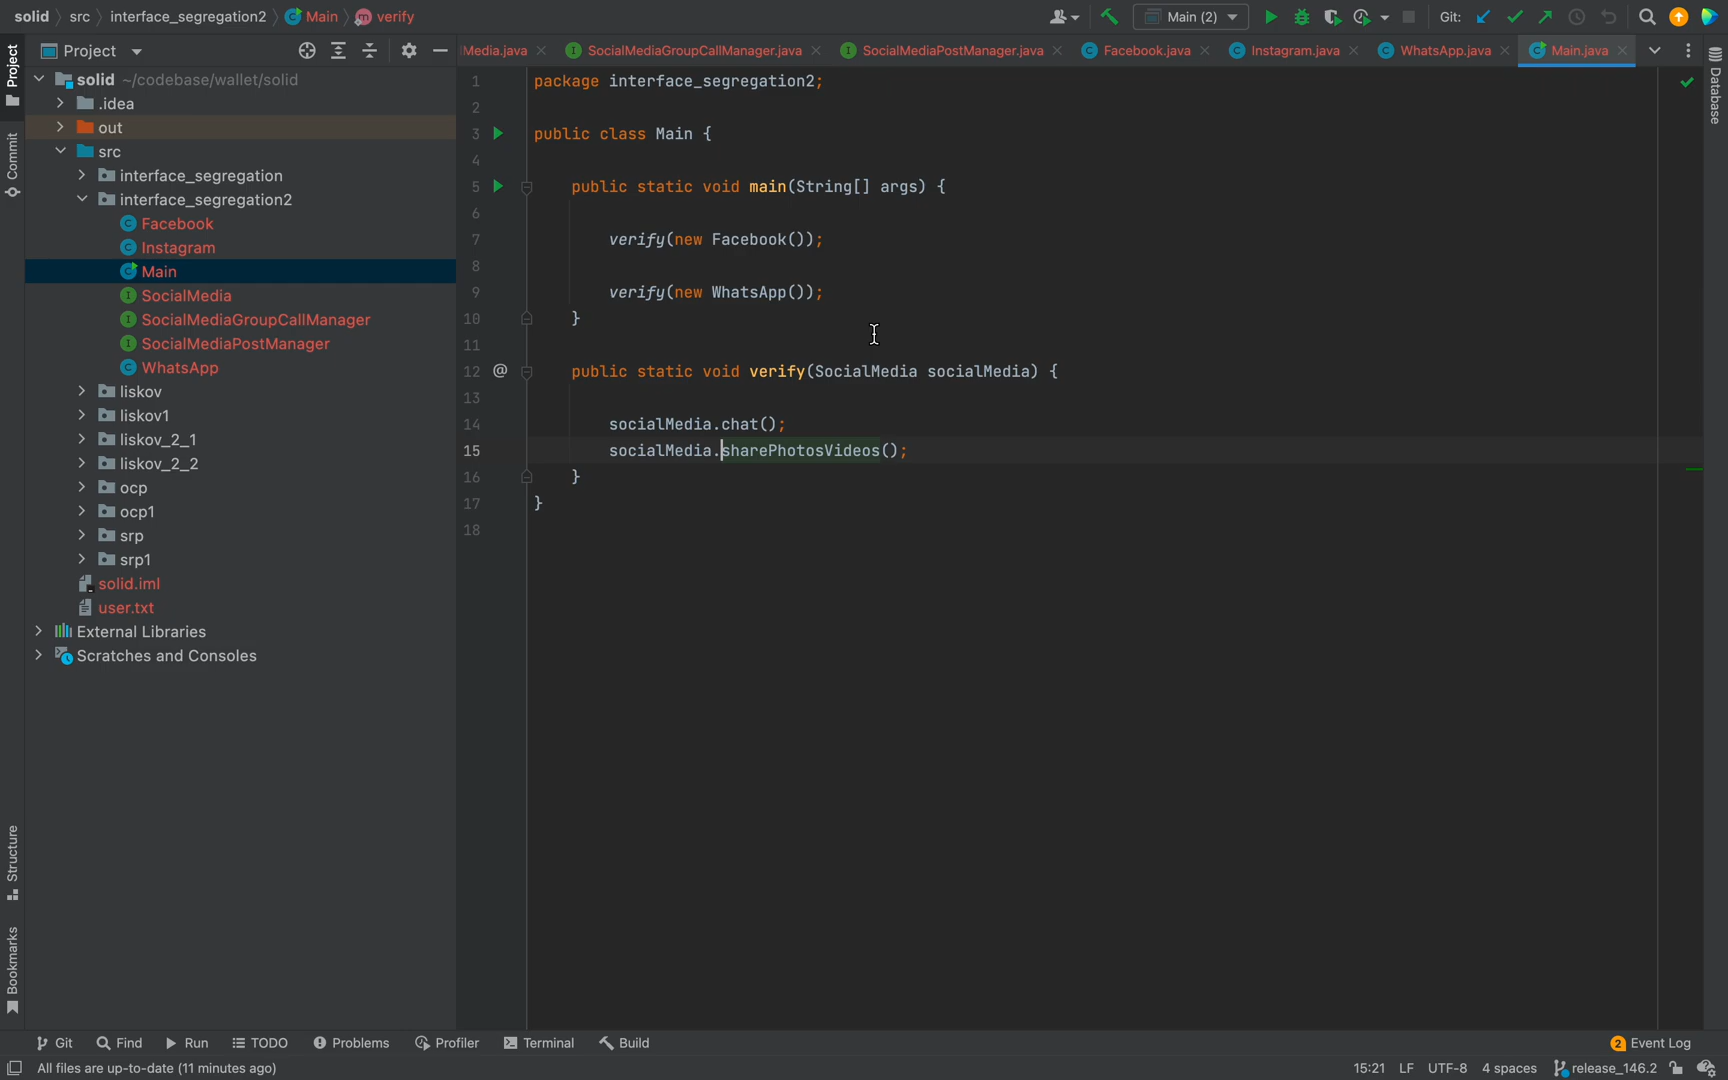 solid src interface_segregation2 Main verify
Main (2) Git:
Project
Media.java SocialMediaGroupCallManager.java SocialMediaPostManager.java Facebook.java Instagram.java WhatsApp.java Main.java
Project
Commit
Structure
Bookmarks
Database
solid ~/codebase/wallet/solid
.idea
out
src
interface_segregation
interface_segregation2
Facebook
Instagram
Main
SocialMedia
SocialMediaGroupCallManager
SocialMediaPostManager
WhatsApp
liskov
liskov1
liskov_2_1
liskov_2_2
ocp
ocp1
srp
srp1
solid.iml
user.txt
External Libraries
Scratches and Consoles
1 package interface_segregation2;
2
3 public class Main {
4
5 public static void main(String[] args) {
6
7 verify(new Facebook());
8
9 verify(new WhatsApp());
10 }
11
12 @ public static void verify(SocialMedia socialMedia) {
13
14 socialMedia.chat();
15 socialMedia.sharePhotosVideos();
16 }
17 }
18
Git Find Run TODO Problems Profiler Terminal Build 2 Event Log
All files are up-to-date (11 minutes ago) 15:21 LF UTF-8 4 spaces release_146.2